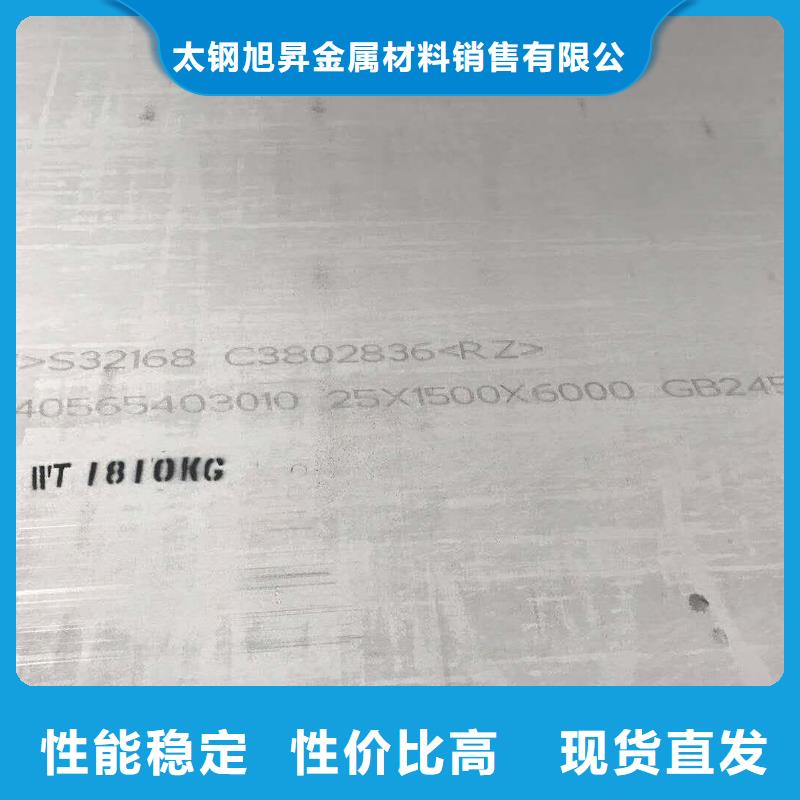 太钢旭昇金属材料销售有限公
>S32168 C3802836<RZ>
40565403010 25X1500X6000 GB245
WT 1810KG
性能稳定 性价比高 现货直发